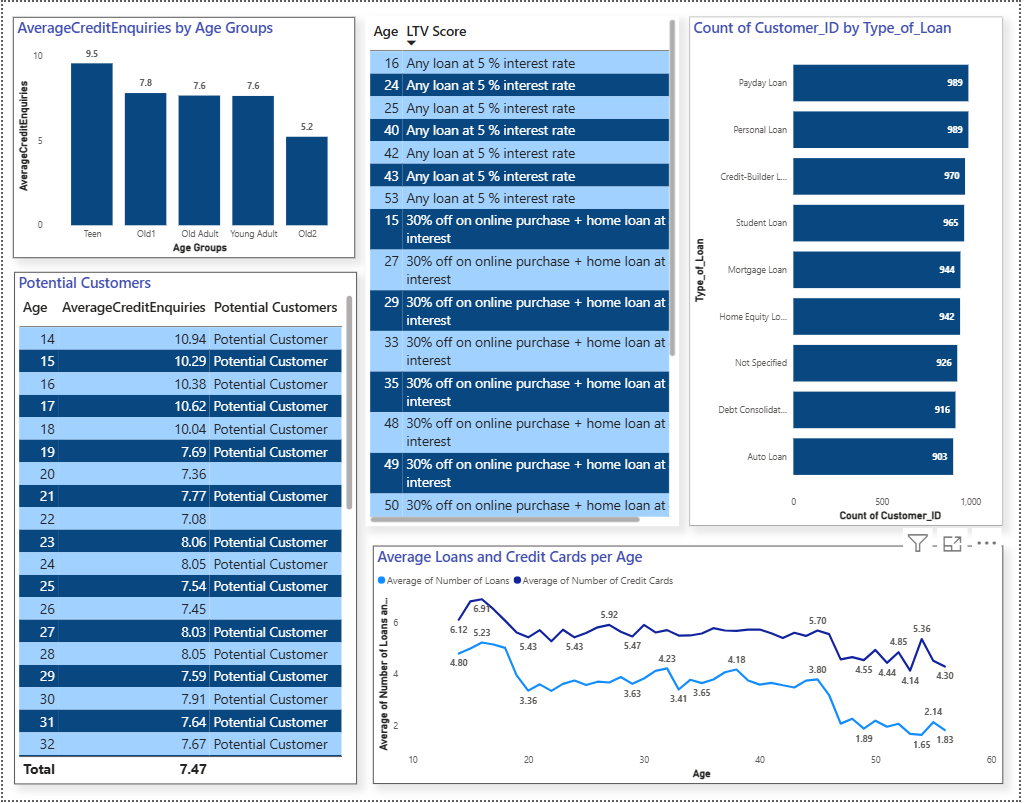 AverageCreditEnquiries by Age Groups
AverageCreditEnquiries
10
5
0
9.5
7.8
7.6
7.6
5.2
Teen
Old1
Old Adult
Young Adult
Old2
Age Groups
Potential Customers
Age AverageCreditEnquiries Potential Customers
14 10.94 Potential Customer
15 10.29 Potential Customer
16 10.38 Potential Customer
17 10.62 Potential Customer
18 10.04 Potential Customer
19 7.69 Potential Customer
20 7.36
21 7.77 Potential Customer
22 7.08
23 8.06 Potential Customer
24 8.05 Potential Customer
25 7.54 Potential Customer
26 7.45
27 8.03 Potential Customer
28 8.05 Potential Customer
29 7.59 Potential Customer
30 7.91 Potential Customer
31 7.64 Potential Customer
32 7.67 Potential Customer
Total 7.47
Age LTV Score
16 Any loan at 5 % interest rate
24 Any loan at 5 % interest rate
25 Any loan at 5 % interest rate
40 Any loan at 5 % interest rate
42 Any loan at 5 % interest rate
43 Any loan at 5 % interest rate
53 Any loan at 5 % interest rate
15 30% off on online purchase + home loan at
interest
27 30% off on online purchase + home loan at
interest
29 30% off on online purchase + home loan at
interest
33 30% off on online purchase + home loan at
interest
35 30% off on online purchase + home loan at
interest
48 30% off on online purchase + home loan at
interest
49 30% off on online purchase + home loan at
interest
50 30% off on online purchase + home loan at
Count of Customer_ID by Type_of_Loan
Type_of_Loan
Payday Loan 989
Personal Loan 989
Credit-Builder L... 970
Student Loan 965
Mortgage Loan 944
Home Equity Lo... 942
Not Specified 926
Debt Consolidat... 916
Auto Loan 903
0 500 1,000
Count of Customer_ID
Average Loans and Credit Cards per Age
Average of Number of Loans Average of Number of Credit Cards
Average of Number of Loans an...
6
4
2
6.12
6.91
5.43
5.43
5.92
5.47
5.70
4.55
4.44
4.85
4.14
5.36
4.30
4.80
5.23
3.36
3.63
4.23
3.41
3.65
4.18
3.80
1.89
1.65
2.14
1.83
10 20 30 40 50 60
Age